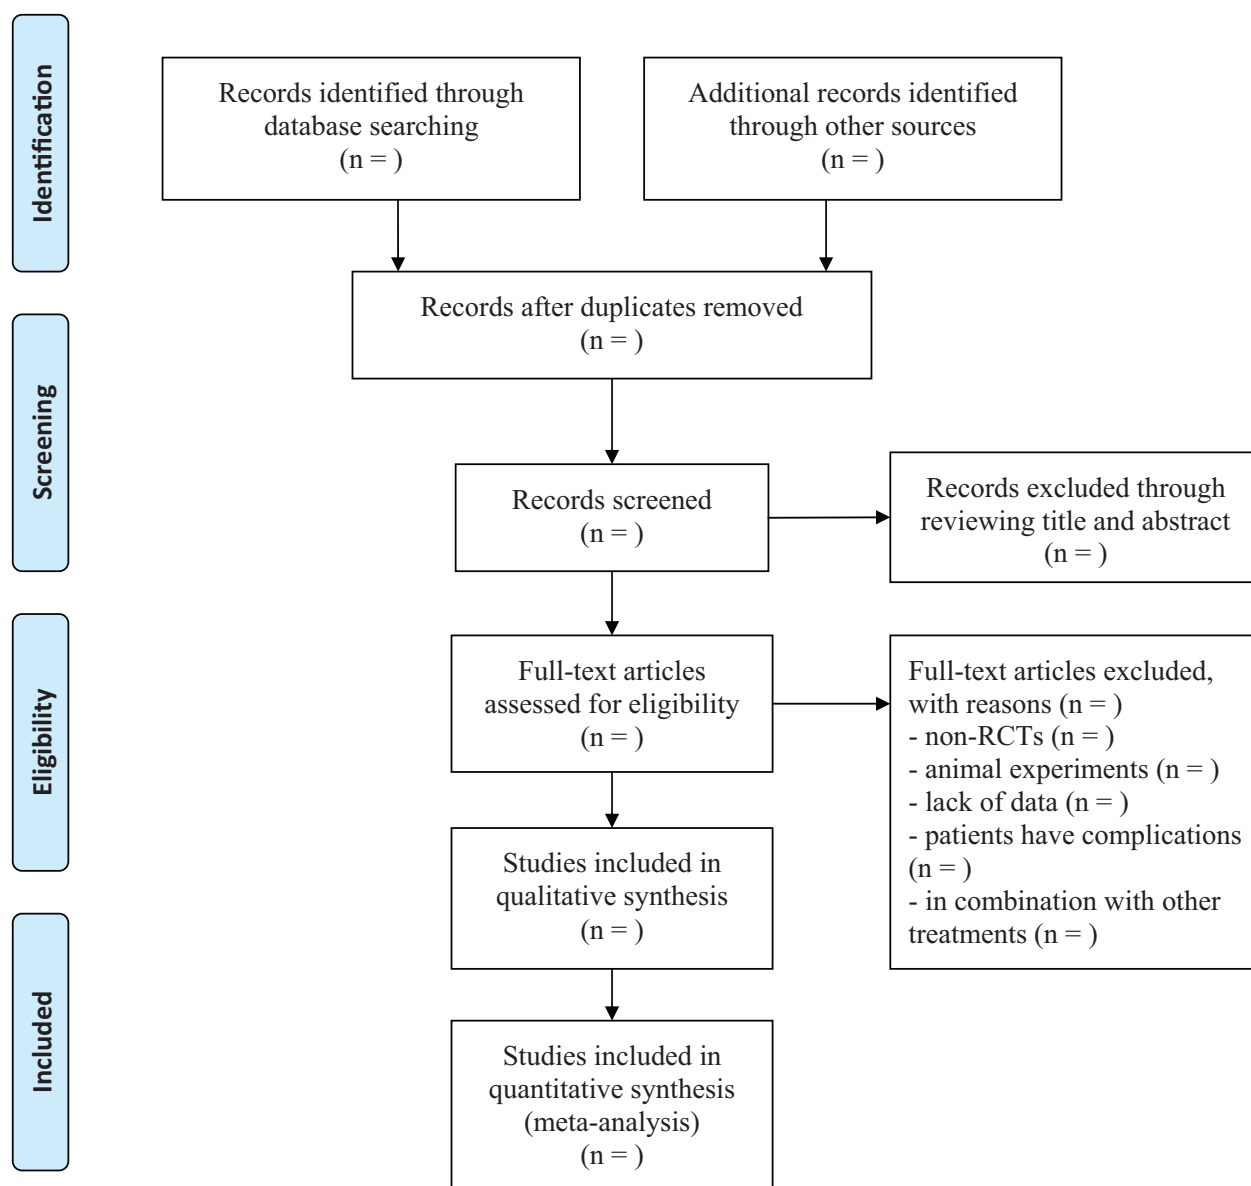 Identification
Records identified through
database searching
(n = )
Additional records identified
through other sources
(n = )
Records after duplicates removed
(n = )
Screening
Records screened
(n = )
Records excluded through
reviewing title and abstract
(n = )
Eligibility
Full-text articles
assessed for eligibility
(n = )
Full-text articles excluded,
with reasons (n = )
- non-RCTs (n = )
- animal experiments (n = )
- lack of data (n = )
- patients have complications
(n = )
- in combination with other
treatments (n = )
Studies included in
qualitative synthesis
(n = )
Included
Studies included in
quantitative synthesis
(meta-analysis)
(n = )